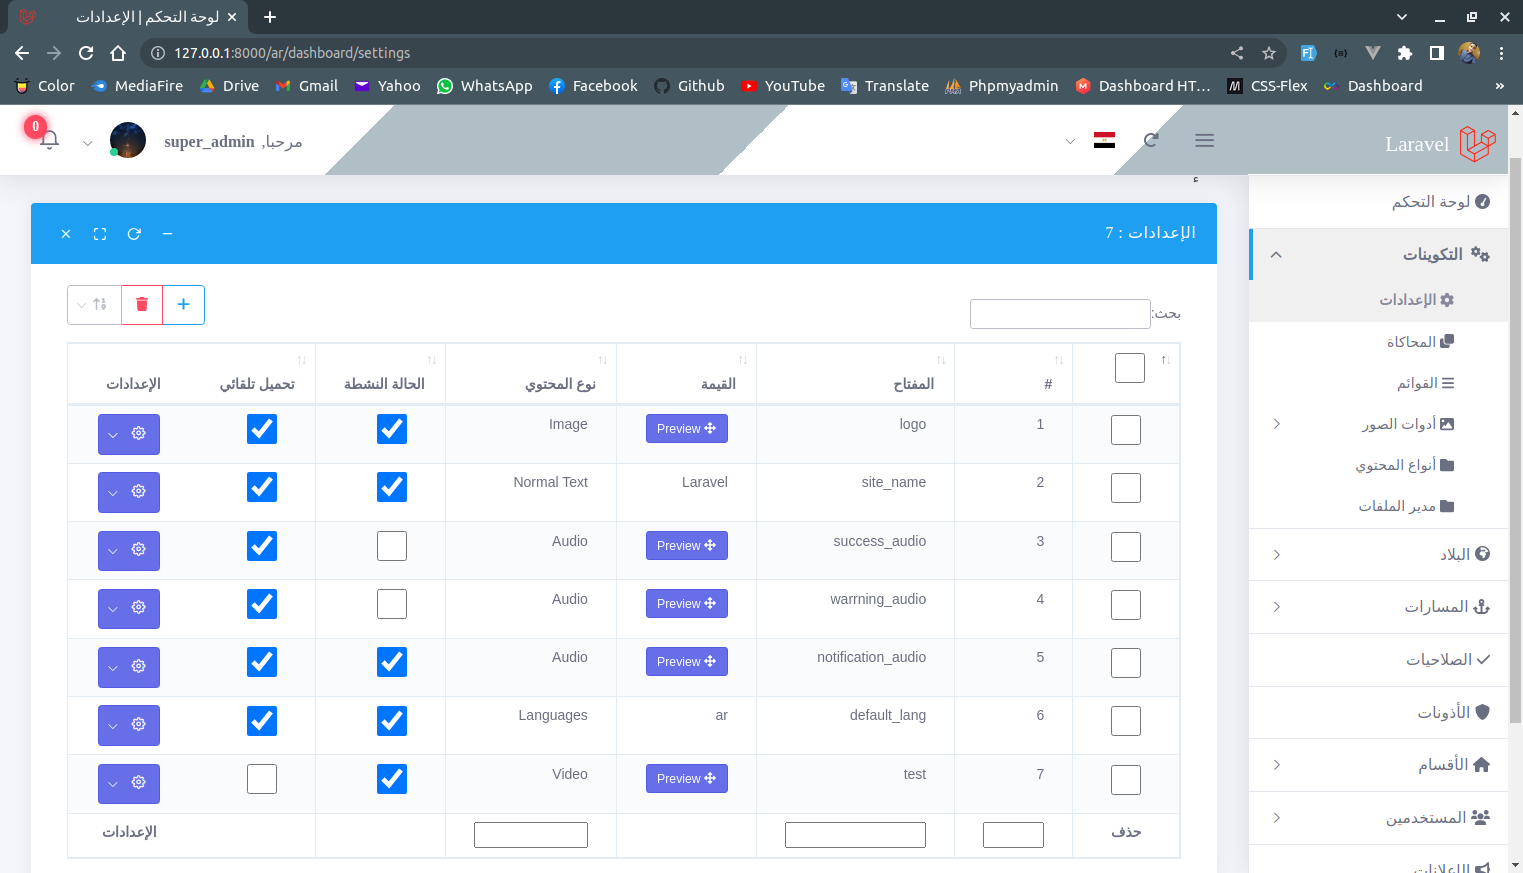 لوحة التحكم | الإعدادات
127.0.0.1:8000/ar/dashboard/settings
Color
MediaFire
Drive
Gmail
Yahoo
WhatsApp
Facebook
Github
YouTube
Translate
Phpmyadmin
Dashboard HT...
CSS-Flex
Dashboard
»
Laravel
مرحبا, super_admin
0
لوحة التحكم
التكوينات
الإعدادات
المحاكاة
القوائم
أدوات الصور
أنواع المحتوي
مدير الملفات
البلاد
المسارات
الصلاحيات
الأذونات
الأقسام
المستخدمين
الإعلانات
الإعدادات : 7
بحث:
# المفتاح القيمة نوع المحتوي الحالة النشطة تحميل تلقائي الإعدادات
1 logo Preview Image
2 site_name Laravel Normal Text
3 success_audio Preview Audio
4 warrning_audio Preview Audio
5 notification_audio Preview Audio
6 default_lang ar Languages
7 test Preview Video
حذف الإعدادات